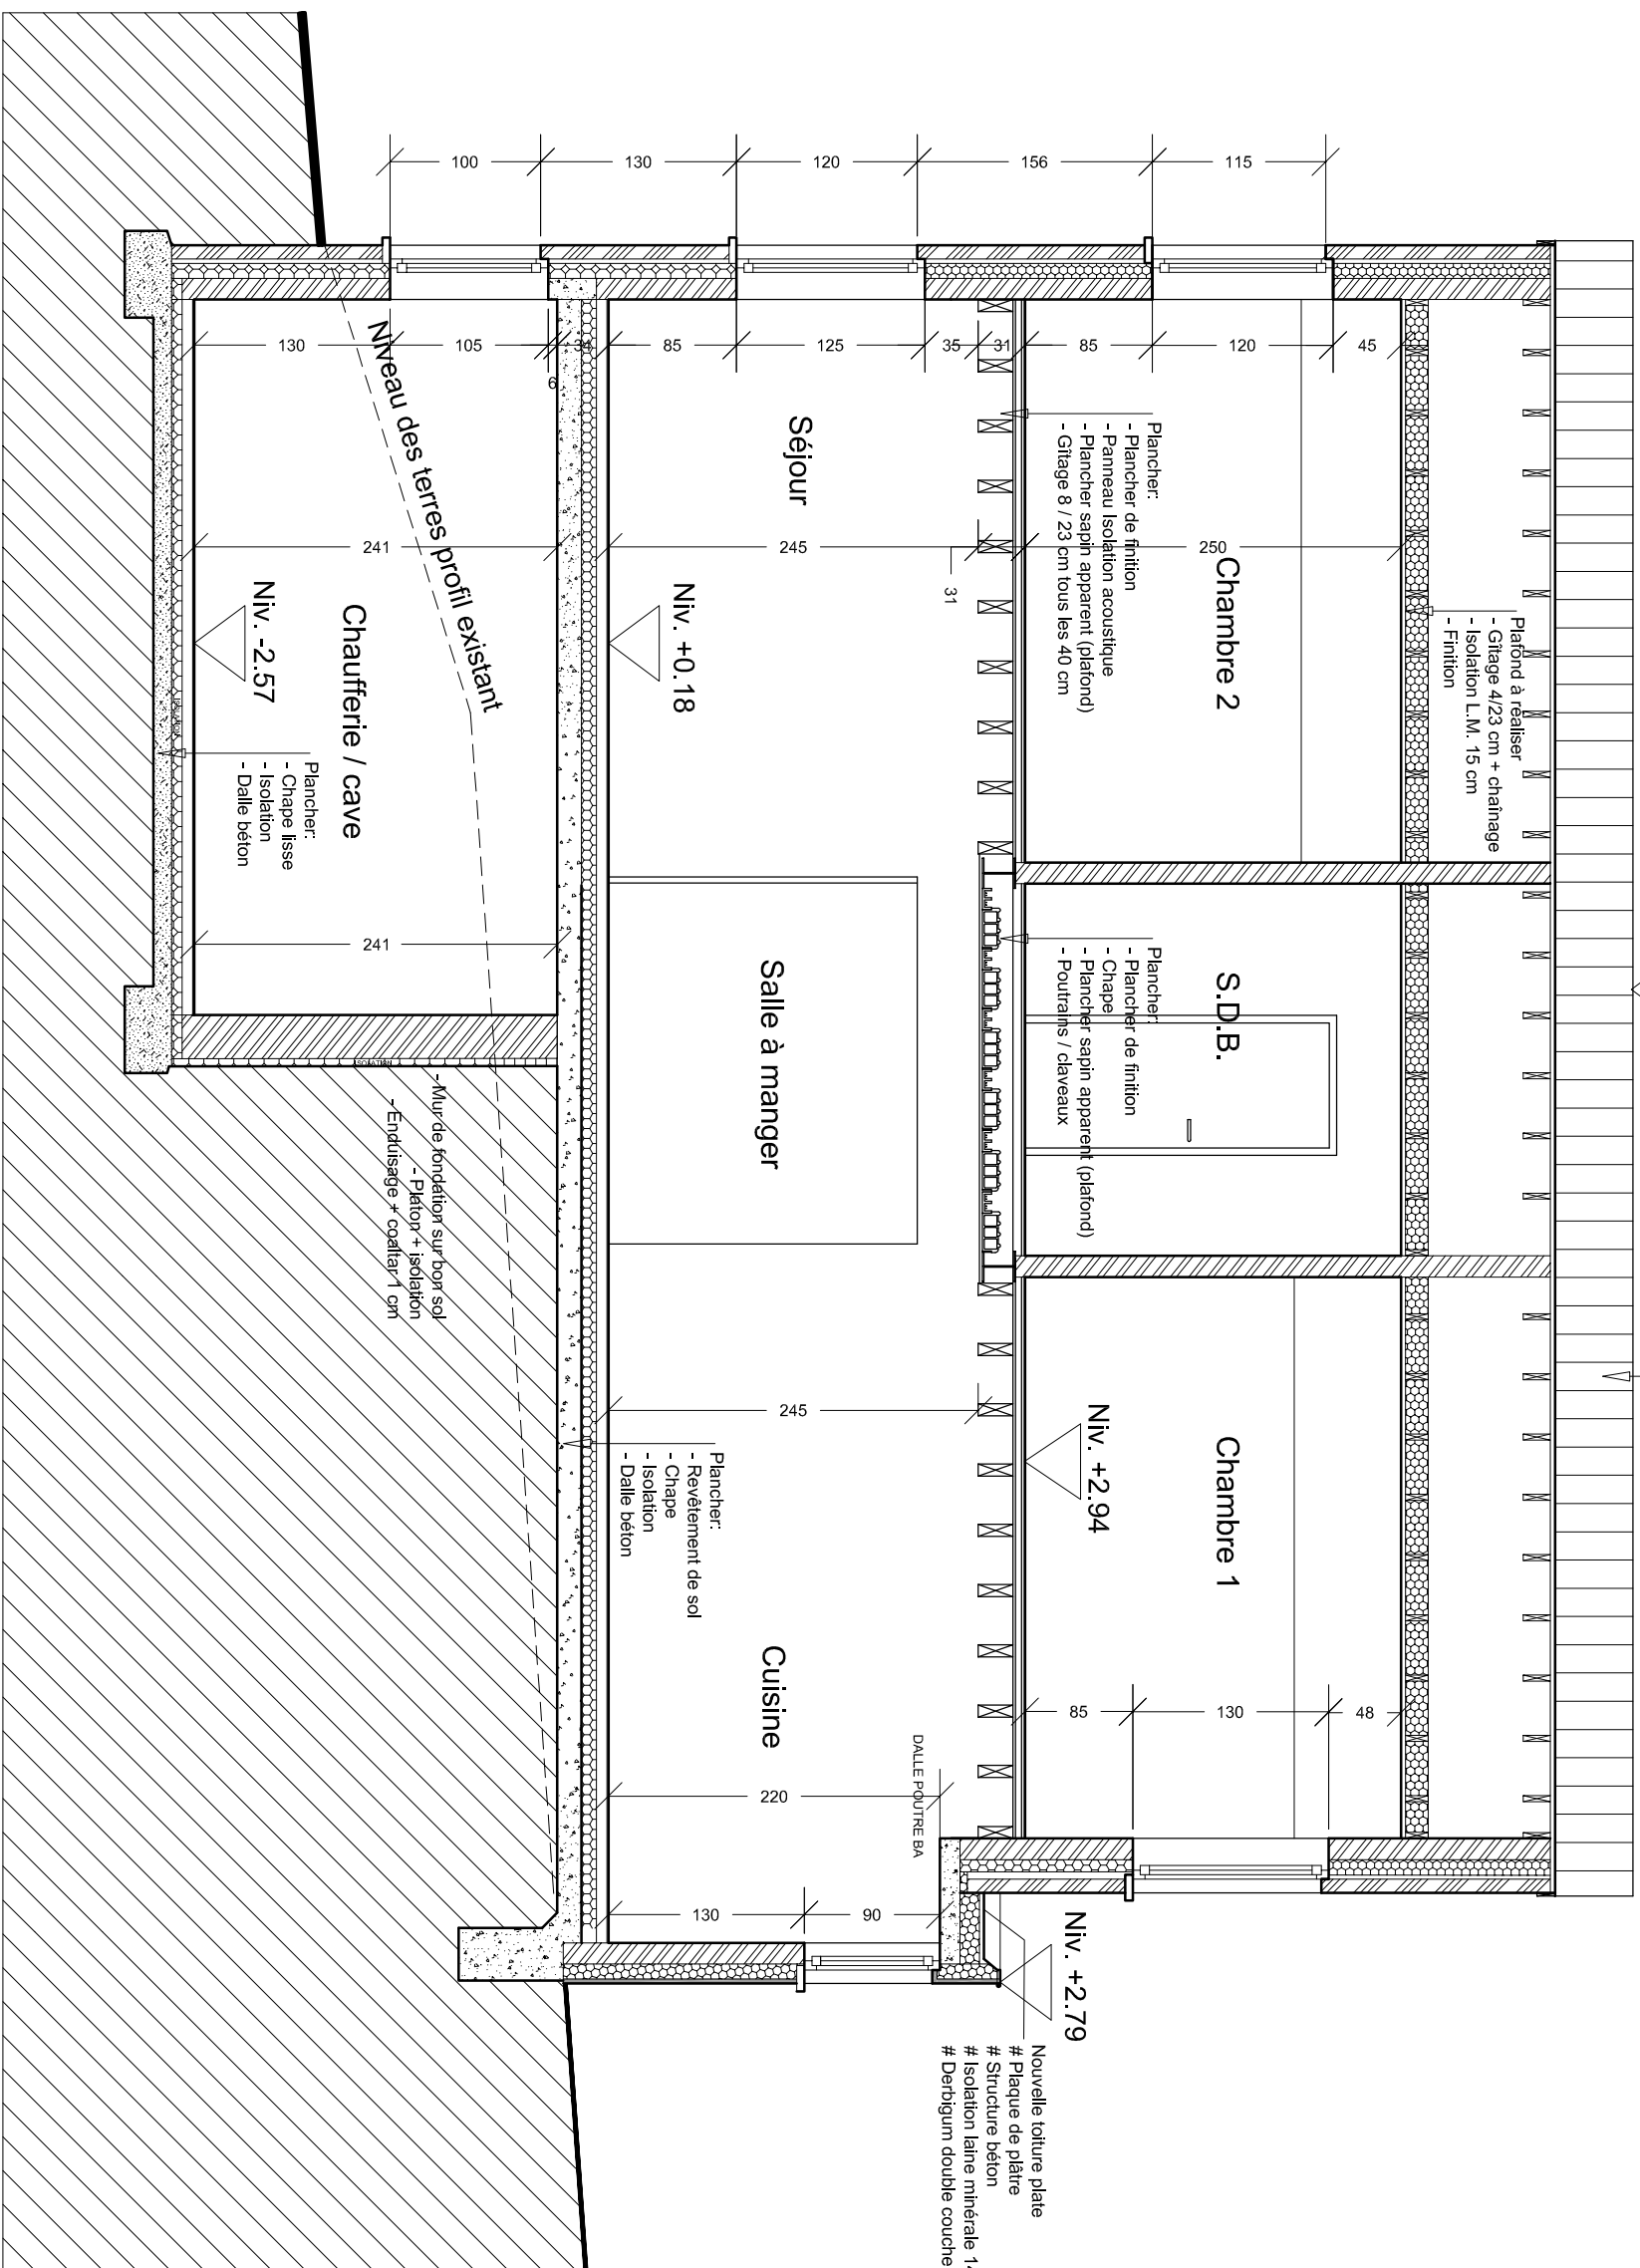 Plafond à réaliser
- Gîtage 4/23 cm + chaînage
- Isolation L.M. 15 cm
- Finition
115
156
120
130
100
45
120
85
31
35
125
85
34
6
105
130
Chambre 2
250
Plancher:
- Plancher de finition
- Panneau Isolation acoustique
- Plancher sapin apparent (plafond)
- Gîtage 8 / 23 cm tous les 40 cm
S.D.B.
Plancher:
- Plancher de finition
- Chape
- Plancher sapin apparent (plafond)
- Poutrains / claveaux
Chambre 1
Niv. +2.94
48
130
85
31
Séjour
245
Niv. +0.18
Salle à manger
245
Cuisine
220
DALLE POUTRE BA
90
130
Niv. +2.79
Nouvelle toiture plate
# Plaque de plâtre
# Structure béton
# Isolation laine minérale
# Derbigum double couche
Plancher:
- Revêtement de sol
- Chape
- Isolation
- Dalle béton
Niveau des terres profil existant
241
Chaufferie / cave
Niv. -2.57
241
Plancher:
- Chape lisse
- Isolation
- Dalle béton
ISOLATION
- Mur de fondation sur bon sol
- Platon + isolation
- Enduisage + coaltar 1 cm